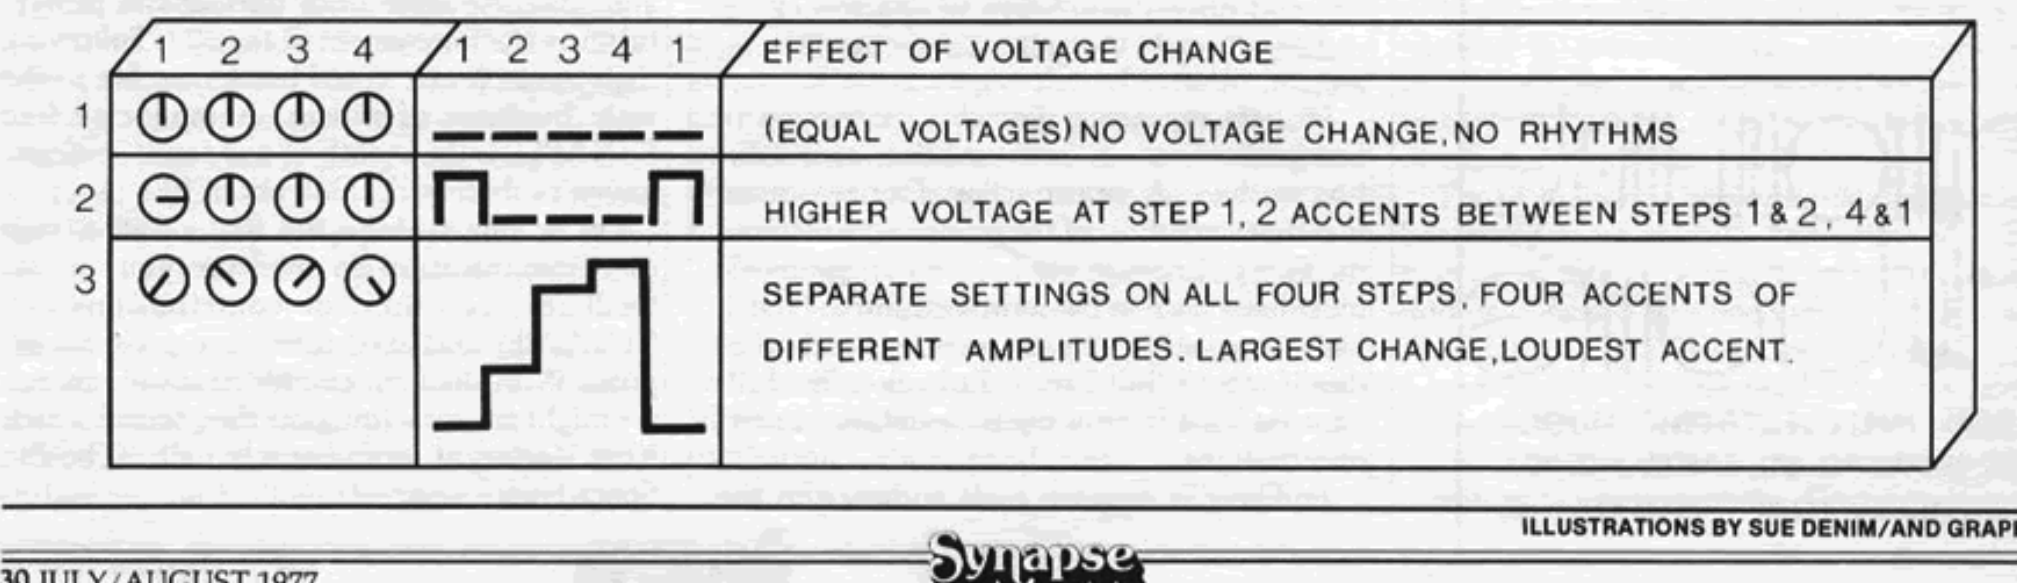 1 2 3 4 1 2 3 4 1 EFFECT OF VOLTAGE CHANGE
1 (EQUAL VOLTAGES) NO VOLTAGE CHANGE, NO RHYTHMS
2 HIGHER VOLTAGE AT STEP 1, 2 ACCENTS BETWEEN STEPS 1 & 2, 4 & 1
3 SEPARATE SETTINGS ON ALL FOUR STEPS, FOUR ACCENTS OF
DIFFERENT AMPLITUDES. LARGEST CHANGE, LOUDEST ACCENT.
ILLUSTRATIONS BY SUE DENIM/AND GRAPH
Synapse
30 JULY/AUGUST 1977